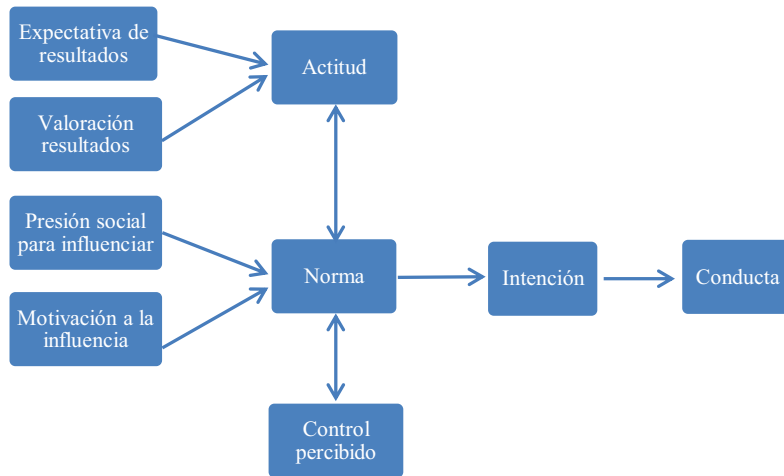 Expectativa de
resultados
Actitud
Valoración
resultados
Presión social
para influenciar
Norma
Intención
Conducta
Motivación a la
influencia
Control
percibido